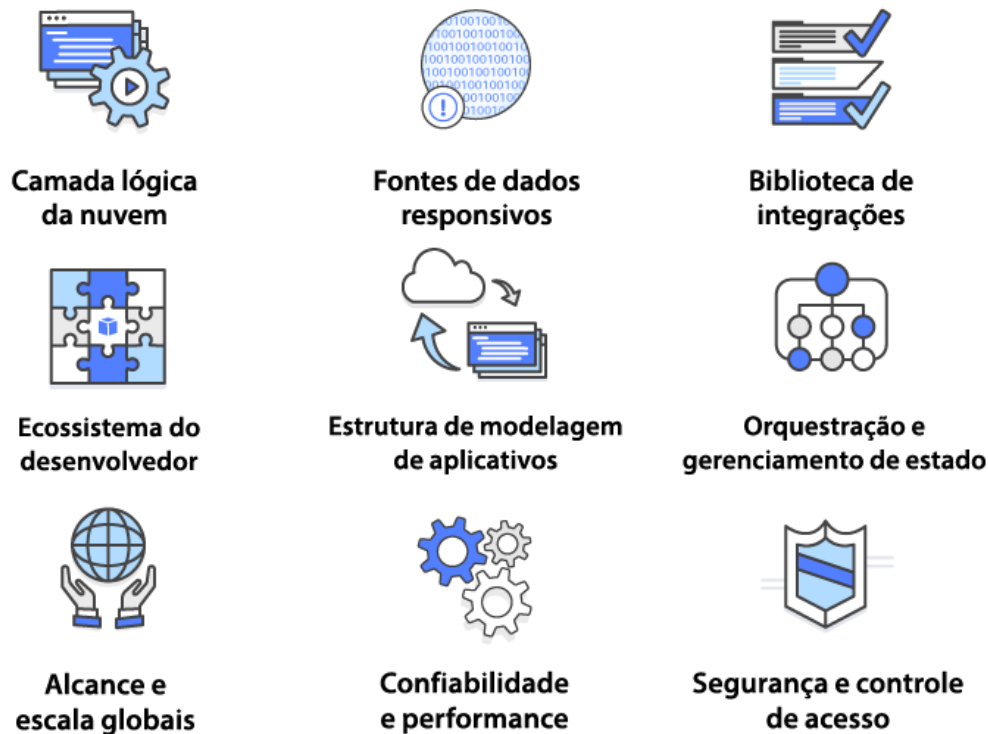 Camada lógica
da nuvem
Fontes de dados
responsivos
Biblioteca de
integrações
Ecossistema do
desenvolvedor
Estrutura de modelagem
de aplicativos
Orquestração e
gerenciamento de estado
Alcance e
escala globais
Confiabilidade
e performance
Segurança e controle
de acesso